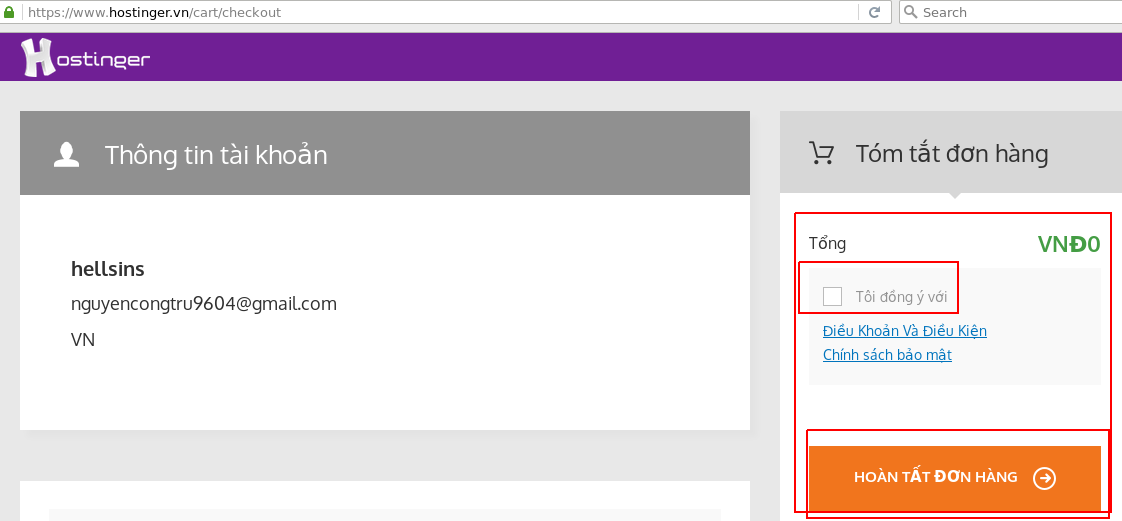 https://www.hostinger.vn/cart/checkout
Search
Hostinger
Thông tin tài khoản
hellsins
nguyencongtru9604@gmail.com
VN
Tóm tắt đơn hàng
Tổng VNĐ0
Tôi đồng ý với
Điều Khoản Và Điều Kiện
Chính sách bảo mật
HOÀN TẤT ĐƠN HÀNG